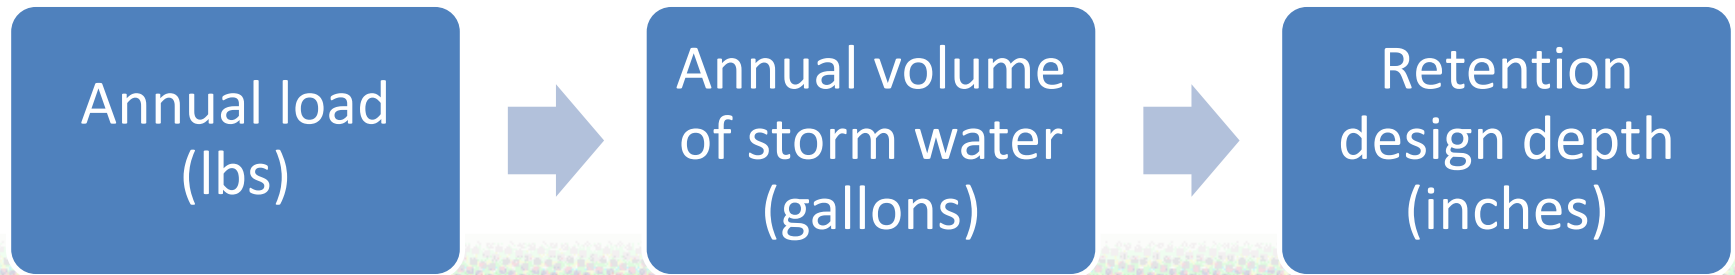 Annual load
(lbs)
Annual volume
of storm water
(gallons)
Retention
design depth
(inches)